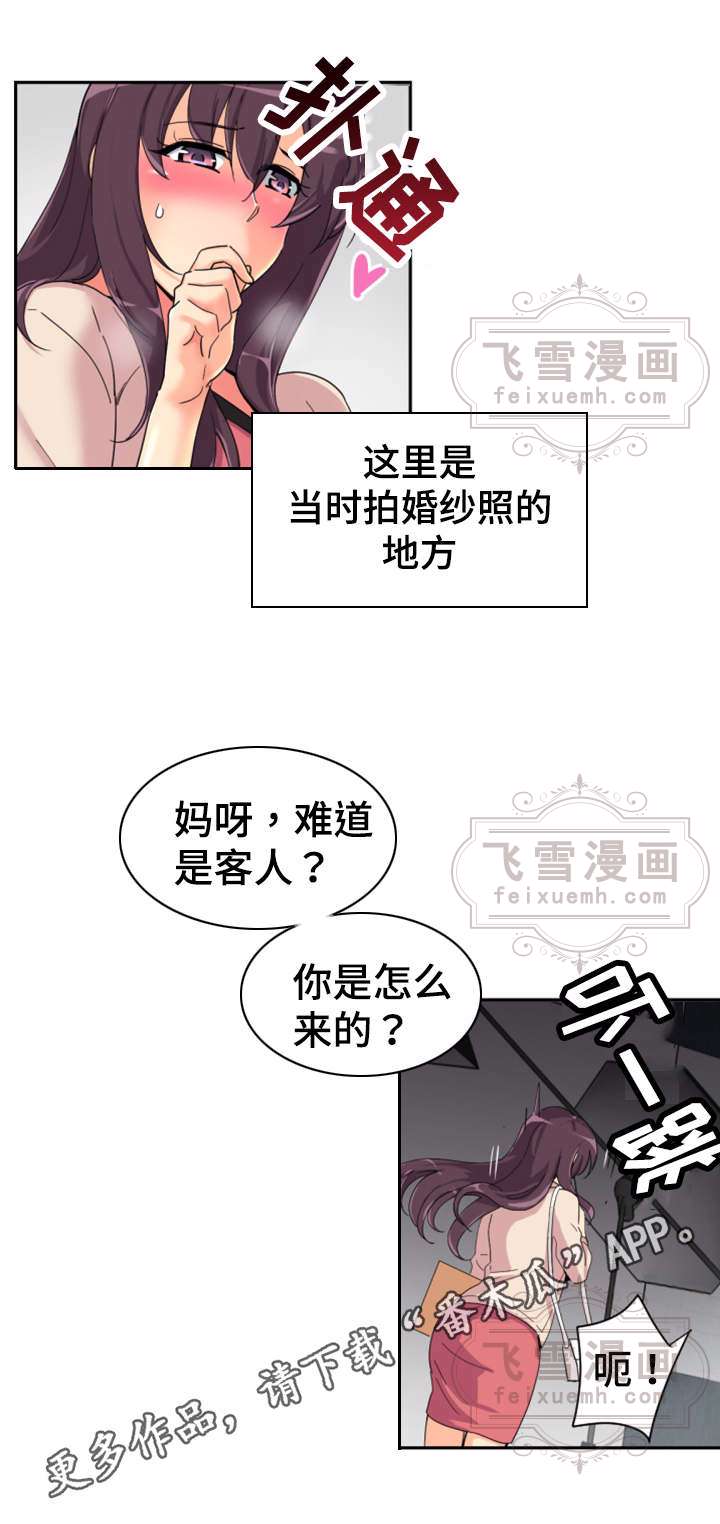 扑通
飞雪漫画
feixuemh.com
这里是
当时拍婚纱照的
地方
妈呀，难道
是客人？
飞雪漫画
feixuemh.com
你是怎么
来的？
吓一跳
呃！
飞雪漫画
feixuemh.com
更多作品，请下载“番木瓜”APP。